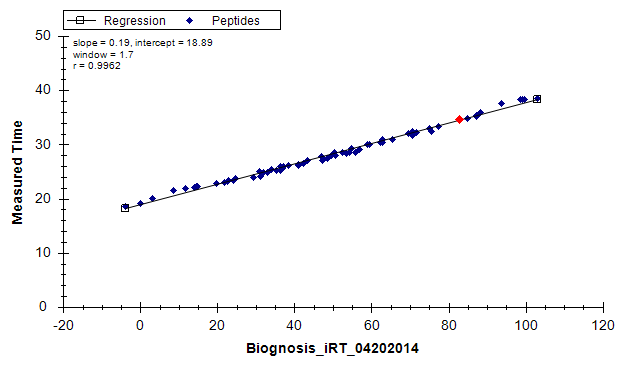 Regression Peptides
slope = 0.19, intercept = 18.89
window = 1.7
r = 0.9962
50
40
30
20
10
0
Measured Time
-20 0 20 40 60 80 100 120
Biognosis_iRT_04202014